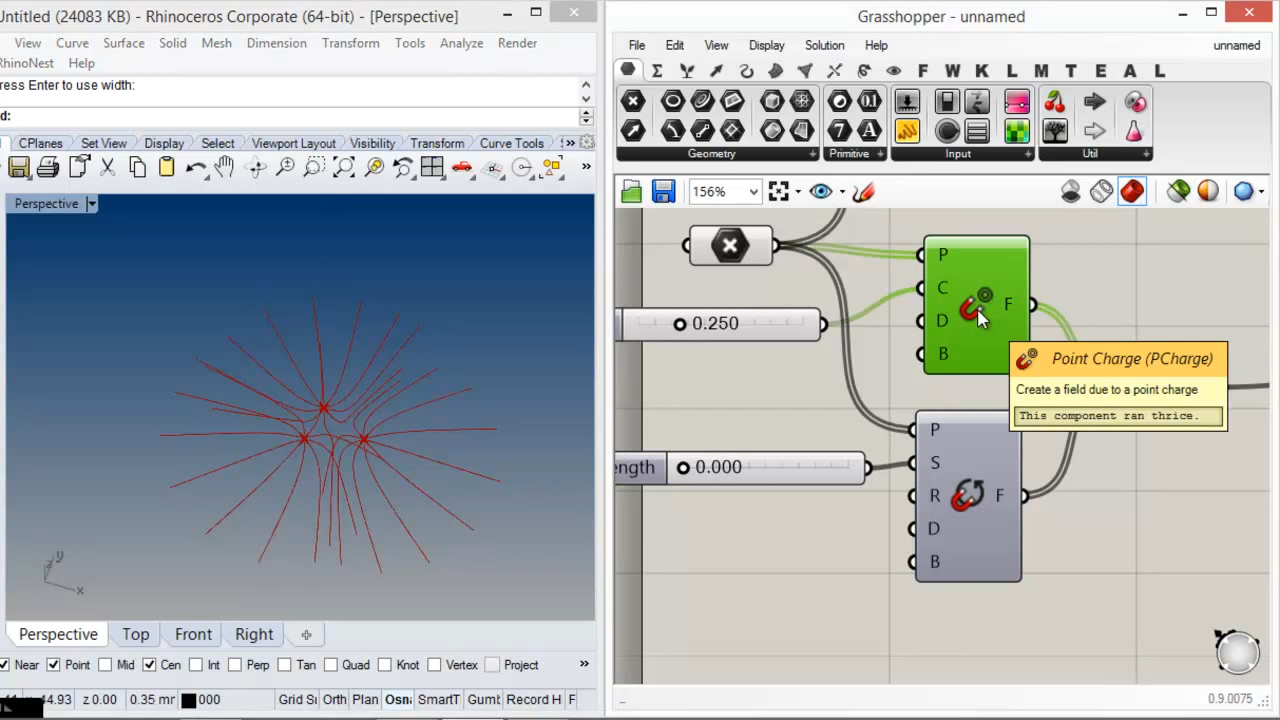 Untitled (24083 KB) - Rhinoceros Corporate (64-bit) - [Perspective]
View Curve Surface Solid Mesh Dimension Transform Tools Analyze Render
RhinoNest Help
ress Enter to use width:
d:
CPlanes Set View Display Select Viewport Layout Visibility Transform Curve Tools
Perspective
y
x
Perspective Top Front Right
Near Point Mid Cen Int Perp Tan Quad Knot Vertex Project
44.93 z 0.00 0.35 mr 000 Grid S Orth Plan Osn SmartT Gum Record H F
Grasshopper - unnamed
File Edit View Display Solution Help unnamed
F W K L M T E A L
Geometry Primitive Input Util
156%
P
C
D
B
F
0.250
Point Charge (PCharge)
Create a field due to a point charge
This component ran thrice.
ength 0.000
P
S
R
D
B
F
0.9.0075